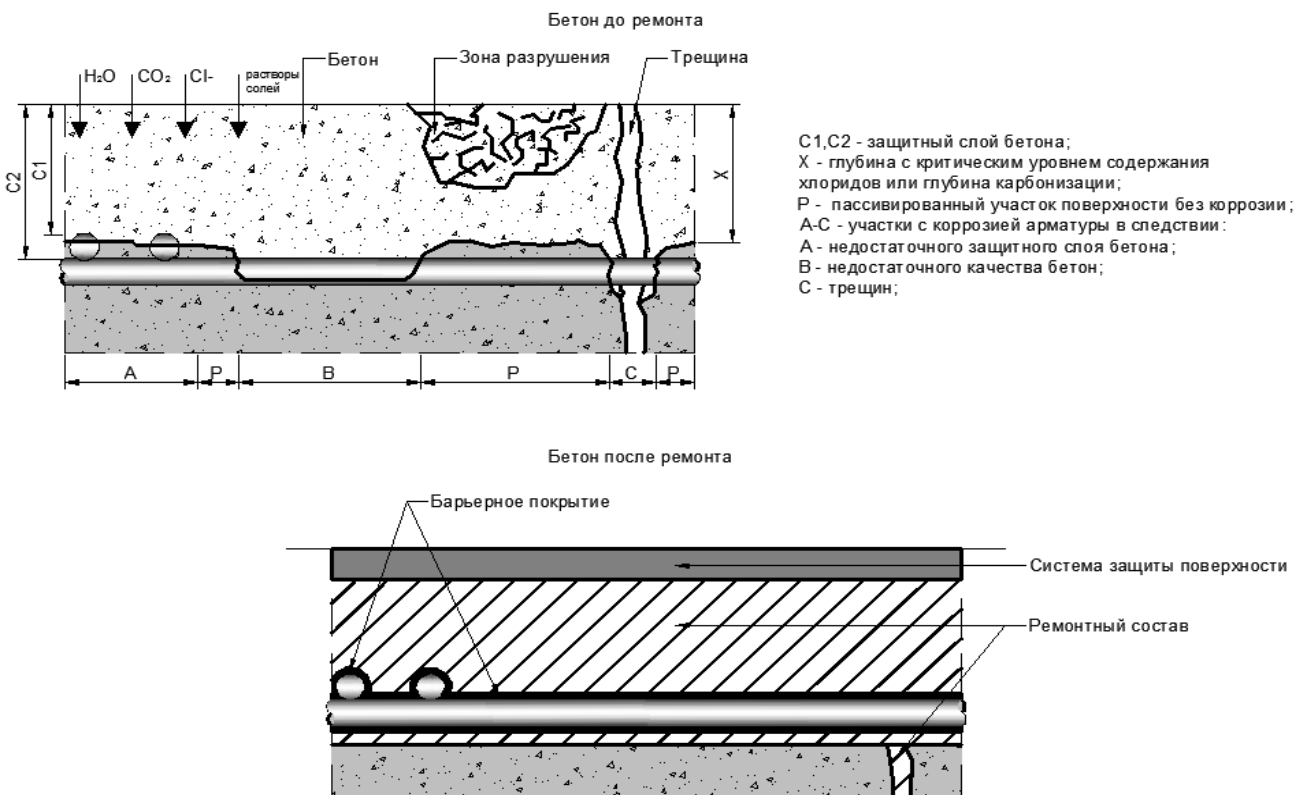 Бетон до ремонта
Бетон
Зона разрушения
Трещина
H₂O
CO₂
Cl-
растворы
солей
C2
C1
X
C1,C2 - защитный слой бетона;
X - глубина с критическим уровнем содержания
хлоридов или глубина карбонизации;
P - пассивированный участок поверхности без коррозии;
A-C - участки с коррозией арматуры в следствии:
A - недостаточного защитного слоя бетона;
B - недостаточного качества бетон;
C - трещин;
A
P
B
P
C
P
Бетон после ремонта
Барьерное покрытие
Система защиты поверхности
Ремонтный состав